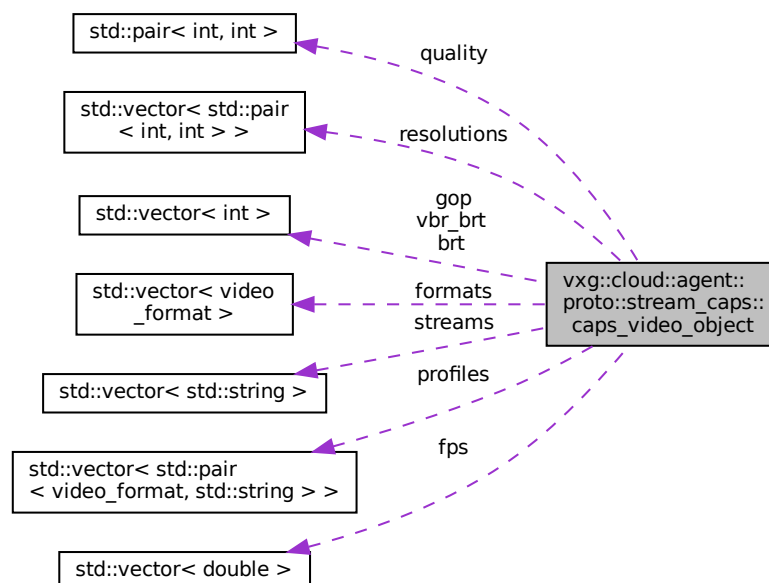 std::pair< int, int >
quality
std::vector< std::pair
< int, int > >
resolutions
std::vector< int >
gop
vbr_brt
brt
vxg::cloud::agent::
proto::stream_caps::
caps_video_object
std::vector< video
_format >
formats
streams
std::vector< std::string >
profiles
std::vector< std::pair
< video_format, std::string > >
fps
std::vector< double >